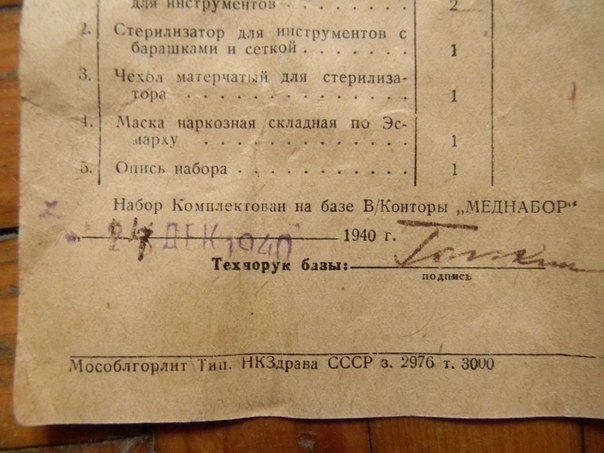 для инструментов . . . . . . . 2
2. Стерилизатор для инструментов с
барашками и сеткой . . . . . 1
3. Чехол матерчатый для стерилиза-
тора . . . . . . . . . . . . 1
4. Маска наркозная складная по Эс-
марху . . . . . . . . . . . 1
5. Опись набора . . . . . . . . 1
Набор Комплектован на базе В/Конторы „МЕДНАБОР“
24 ДЕК 1940 1940 г.
Техчорук базы:
подпись
Мособлгорлит Тип. НКЗдрава СССР з. 2976 т. 3000